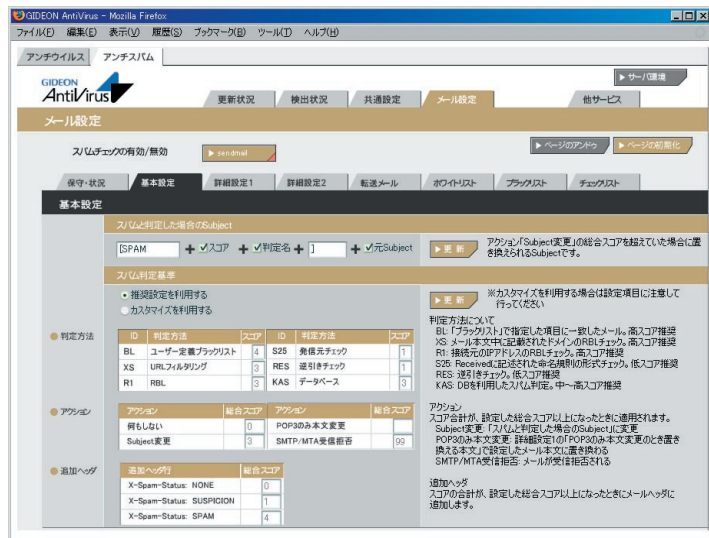 GIDEON AntiVirus - Mozilla Firefox
ファイル(F) 編集(E) 表示(V) 履歴(S) ブックマーク(B) ツール(T) ヘルプ(H)
アンチウイルス アンチスパム
GIDEON
AntiVirus
▶ サーバ環境
更新状況 検出状況 共通設定 メール設定 他サービス
メール設定
スパムチェックの有効/無効 ▶ sendmail ▶ ページのアンドゥ ▶ ページの初期化
保守・状況 基本設定 詳細設定1 詳細設定2 転送メール ホワイトリスト ブラックリスト チェックリスト
基本設定
スパムと判定した場合のSubject
[SPAM + スコア + 判定名 + ] + 元Subject ▶ 更新
アクション「Subject変更」の総合スコアを超えていた場合に置
き換えられるSubjectです。
スパム判定基準
推奨設定を利用する
カスタマイズを利用する
▶ 更新
※カスタマイズを利用する場合は設定項目に注意して
行ってください
判定方法
ID 判定方法 スコア ID 判定方法 スコア
BL ユーザー定義ブラックリスト 4 S25 発信元チェック 1
XS URLフィルタリング 3 RES 逆引きチェック 1
R1 RBL 3 KAS データベース 3
判定方法について
BL:「ブラックリスト」で指定した項目に一致したメール。高スコア推奨
XS: メール本文中に記載されたドメインのRBLチェック。高スコア推奨
R1: 接続元のIPアドレスのRBLチェック。高スコア推奨
S25: Receivedに記述された命名規則の形式チェック。低スコア推奨
RES: 逆引きチェック。低スコア推奨
KAS: DBを利用したスパム判定。中～高スコア推奨
アクション
アクション 総合スコア アクション 総合スコア
何もしない 0 POP3のみ本文変更
Subject変更 3 SMTP/MTA受信拒否 99
アクション
スコア合計が、設定した総合スコア以上になったときに適用されます。
Subject変更:「スパムと判定した場合のSubject」に変更
POP3のみ本文変更: 詳細設定1の「POP3のみ本文変更のとき置き
換える本文」で設定したメール本文に置き換わる
SMTP/MTA受信拒否: メールが受信拒否される
追加ヘッダ
追加ヘッダ行 総合スコア
X-Spam-Status: NONE 0
X-Spam-Status: SUSPICION 1
X-Spam-Status: SPAM 4
追加ヘッダ
スコアの合計が、設定した総合スコア以上になったときにメールヘッダに
追加します。